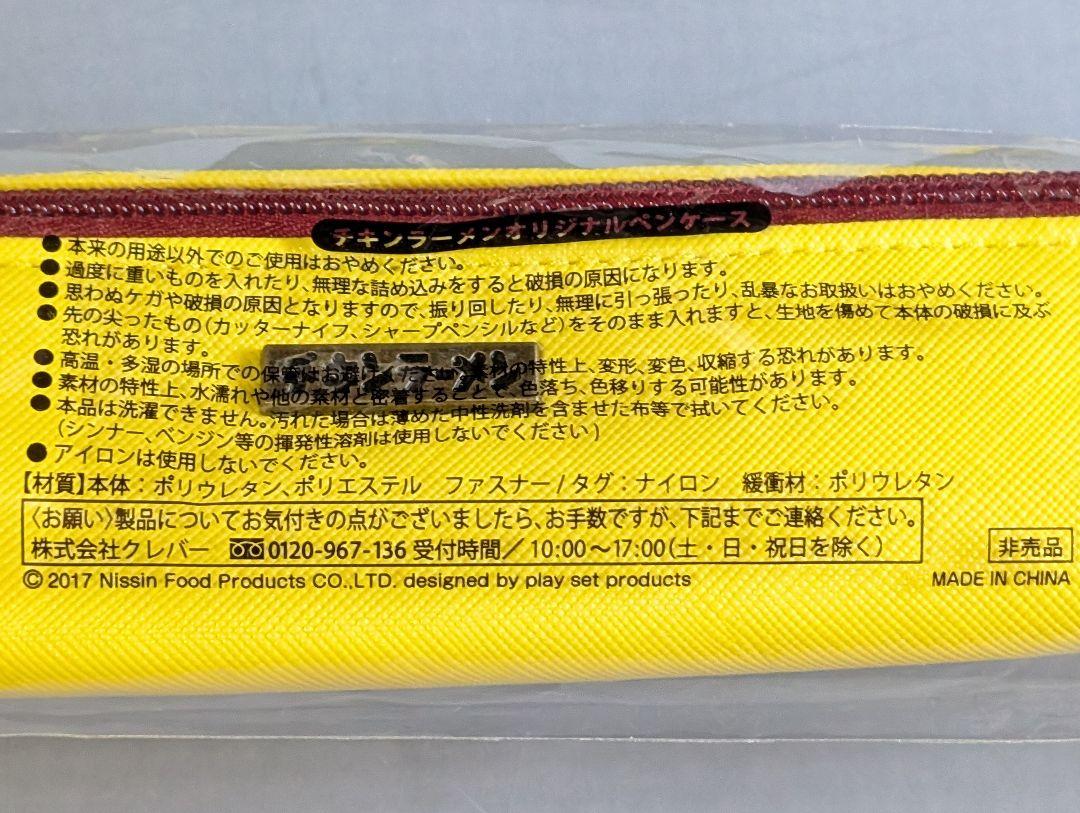 チキンラーメンオリジナルペンケース
●本来の用途以外でのご使用はおやめください。
●過度に重いものを入れたり、無理な詰め込みをすると破損の原因になります。
●思わぬケガや破損の原因となりますので、振り回したり、無理に引っ張ったり、乱暴なお取扱いはおやめください。
●先の尖ったもの(カッターナイフ、シャープペンシルなど)をそのまま入れますと、生地を傷めて本体の破損に及ぶ
恐れがあります。
●高温・多湿の場所での保管はお避けください。素材の特性上、変形、変色、収縮する恐れがあります。
●素材の特性上、水濡れや他の素材と密着することで、色落ち、色移りする可能性があります。
●本品は洗濯できません。汚れた場合は薄めた中性洗剤を含ませた布等で拭いてください。
(シンナー、ベンジン等の揮発性溶剤は使用しないでください)
●アイロンは使用しないでください。
【材質】本体:ポリウレタン、ポリエステル ファスナー/タグ:ナイロン 緩衝材:ポリウレタン
〈お願い〉製品についてお気付きの点がございましたら、お手数ですが、下記までご連絡ください。
株式会社クレバー 0120-967-136 受付時間/10:00〜17:00(土・日・祝日を除く)
非売品
© 2017 Nissin Food Products CO.,LTD. designed by play set products
MADE IN CHINA